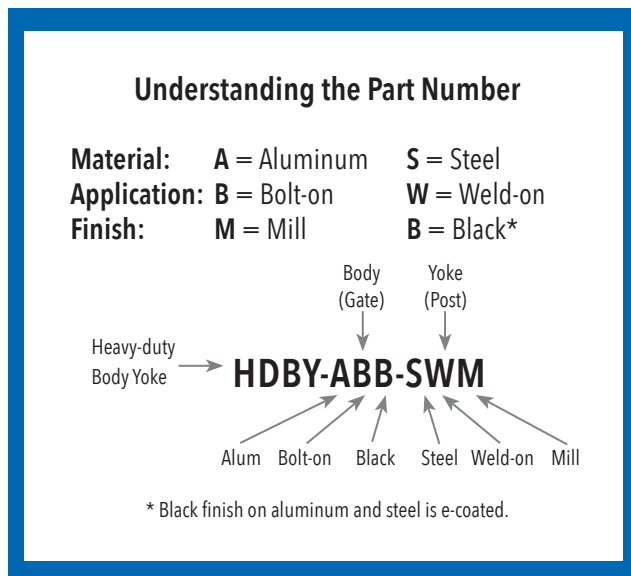 Understanding the Part Number
Material: A = Aluminum S = Steel
Application: B = Bolt-on W = Weld-on
Finish: M = Mill B = Black*
Body Yoke
(Gate) (Post)
Heavy-duty
Body Yoke
HDBY-ABB-SWM
Alum Bolt-on Black Steel Weld-on Mill
* Black finish on aluminum and steel is e-coated.